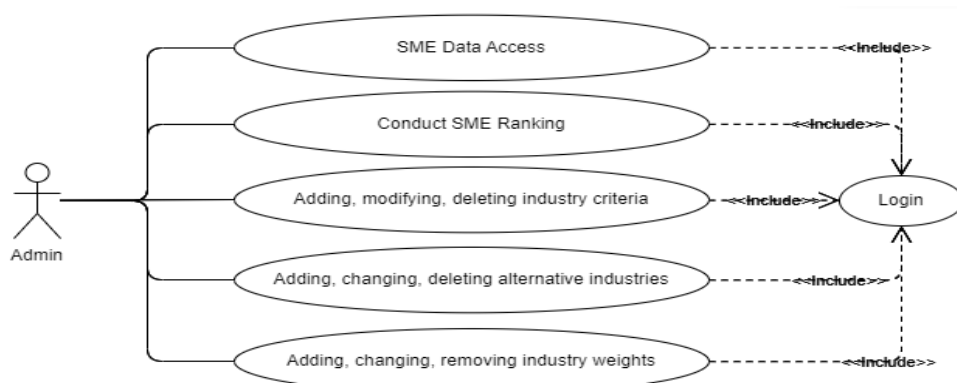 SME Data Access
<<Include>>
Conduct SME Ranking
<<Include>>
Adding, modifying, deleting industry criteria
<<Include>>
Login
Admin
Adding, changing, deleting alternative industries
<<Include>>
Adding, changing, removing industry weights
<<Include>>